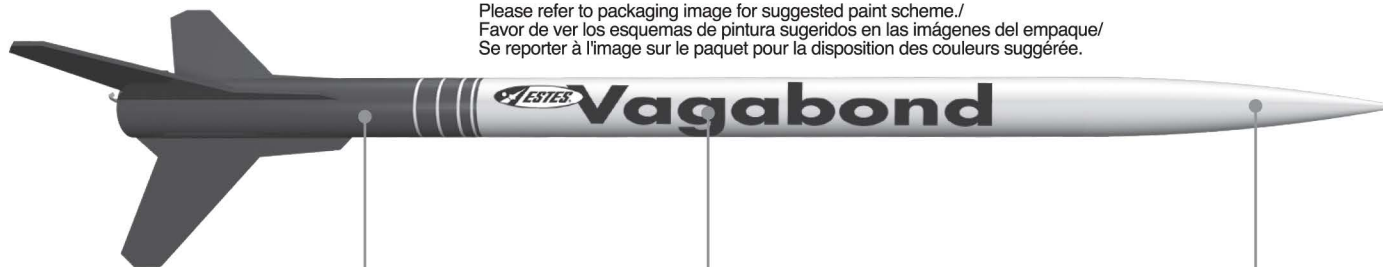 Please refer to packaging image for suggested paint scheme./
Favor de ver los esquemas de pintura sugeridos en las imágenes del empaque/
Se reporter à l'image sur le paquet pour la disposition des couleurs suggérée.
ESTES
Vagabond